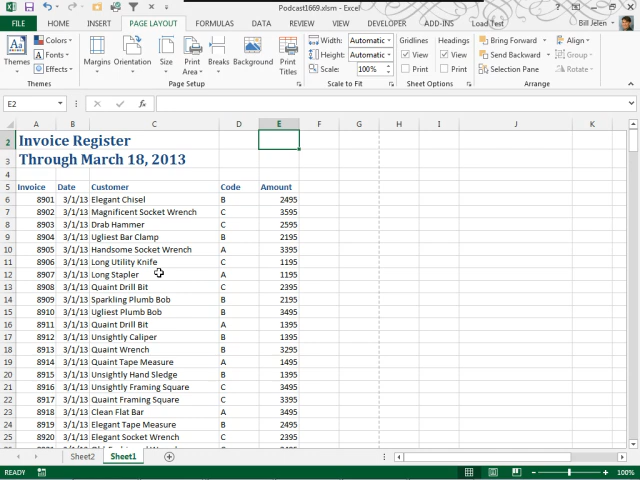 Podcast1669.xlsm - Excel
FILE HOME INSERT PAGE LAYOUT FORMULAS DATA REVIEW VIEW DEVELOPER ADD-INS Load Test Bill Jelen
Themes Colors Fonts Effects
Margins Orientation Size Print Area Breaks Background Print Titles
Width: Automatic
Height: Automatic
Scale: 100%
Gridlines Headings
View View
Print Print
Bring Forward Align
Send Backward Group
Selection Pane Rotate
Themes Page Setup Scale to Fit Sheet Options Arrange
E2 fx
A B C D E F G H I J K
2 Invoice Register
3 Through March 18, 2013
4
5 Invoice Date Customer Code Amount
6 8901 3/1/13 Elegant Chisel B 2495
7 8902 3/1/13 Magnificent Socket Wrench C 3595
8 8903 3/1/13 Drab Hammer C 2595
9 8904 3/1/13 Ugliest Bar Clamp B 2195
10 8905 3/1/13 Handsome Socket Wrench A 3395
11 8906 3/1/13 Long Utility Knife C 1195
12 8907 3/1/13 Long Stapler A 1195
13 8908 3/1/13 Quaint Drill Bit C 2395
14 8909 3/1/13 Sparkling Plumb Bob B 2195
15 8910 3/1/13 Ugliest Plumb Bob B 3495
16 8911 3/1/13 Quaint Drill Bit A 1395
17 8912 3/1/13 Unsightly Caliper B 1395
18 8913 3/1/13 Quaint Wrench B 3295
19 8914 3/1/13 Quaint Tape Measure A 1495
20 8915 3/1/13 Unsightly Hand Sledge B 1395
21 8916 3/1/13 Unsightly Framing Square C 3495
22 8917 3/1/13 Quaint Framing Square C 3395
23 8918 3/1/13 Clean Flat Bar A 3495
24 8919 3/1/13 Elegant Tape Measure B 2495
25 8920 3/1/13 Elegant Socket Wrench C 2395
Sheet2 Sheet1
READY 100%